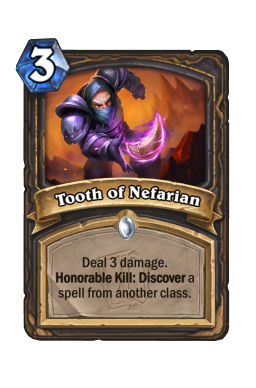 3
Tooth of Nefarian
Deal 3 damage.
Honorable Kill: Discover a
spell from another class.